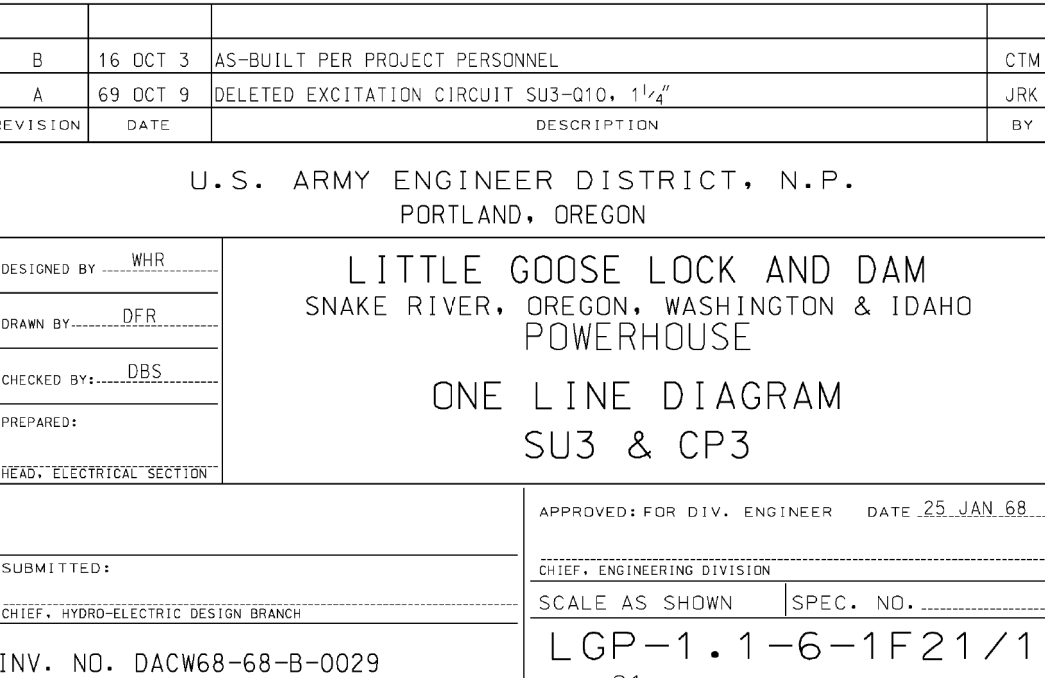 B 16 OCT 3 AS-BUILT PER PROJECT PERSONNEL CTM
A 69 OCT 9 DELETED EXCITATION CIRCUIT SU3-Q10, 1 1/4" JRK
REVISION DATE DESCRIPTION BY
U.S. ARMY ENGINEER DISTRICT, N.P.
PORTLAND, OREGON
DESIGNED BY WHR
DRAWN BY DFR
CHECKED BY: DBS
PREPARED:
HEAD, ELECTRICAL SECTION
LITTLE GOOSE LOCK AND DAM
SNAKE RIVER, OREGON, WASHINGTON & IDAHO
POWERHOUSE
ONE LINE DIAGRAM
SU3 & CP3
SUBMITTED:
CHIEF, HYDRO-ELECTRIC DESIGN BRANCH
INV. NO. DACW68-68-B-0029
APPROVED: FOR DIV. ENGINEER DATE 25 JAN 68
CHIEF, ENGINEERING DIVISION
SCALE AS SHOWN SPEC. NO.
LGP-1.1-6-1F21/1